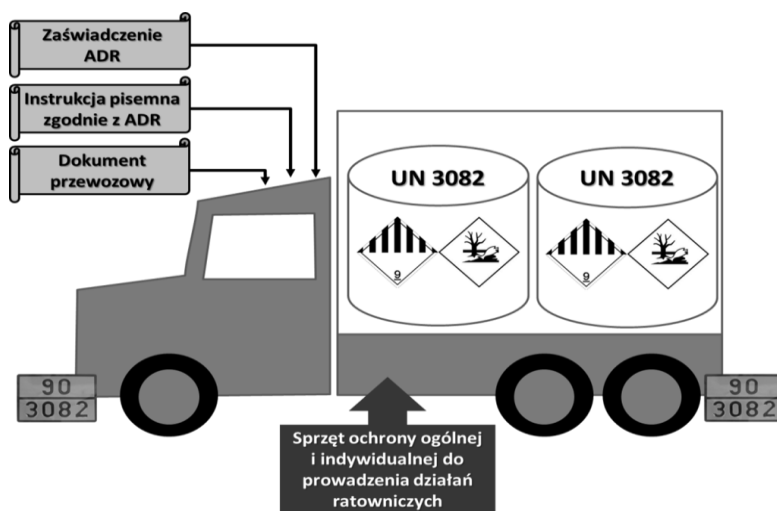 Zaświadczenie
ADR
Instrukcja pisemna
zgodnie z ADR
Dokument
przewozowy
UN 3082
UN 3082
9
9
90
3082
90
3082
Sprzęt ochrony ogólnej
i indywidualnej do
prowadzenia działań
ratowniczych